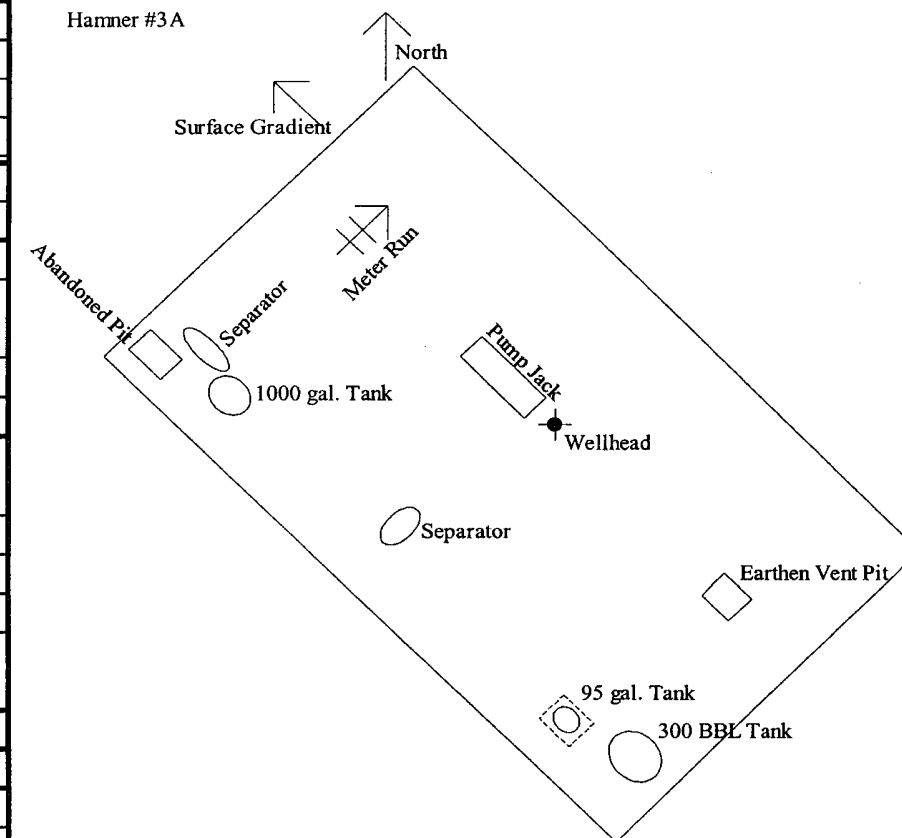 Hamner #3A
North
Surface Gradient
Meter Run
Abandoned Pit
Separator
1000 gal. Tank
Pump Jack
Wellhead
Separator
Earthen Vent Pit
95 gal. Tank
300 BBL Tank